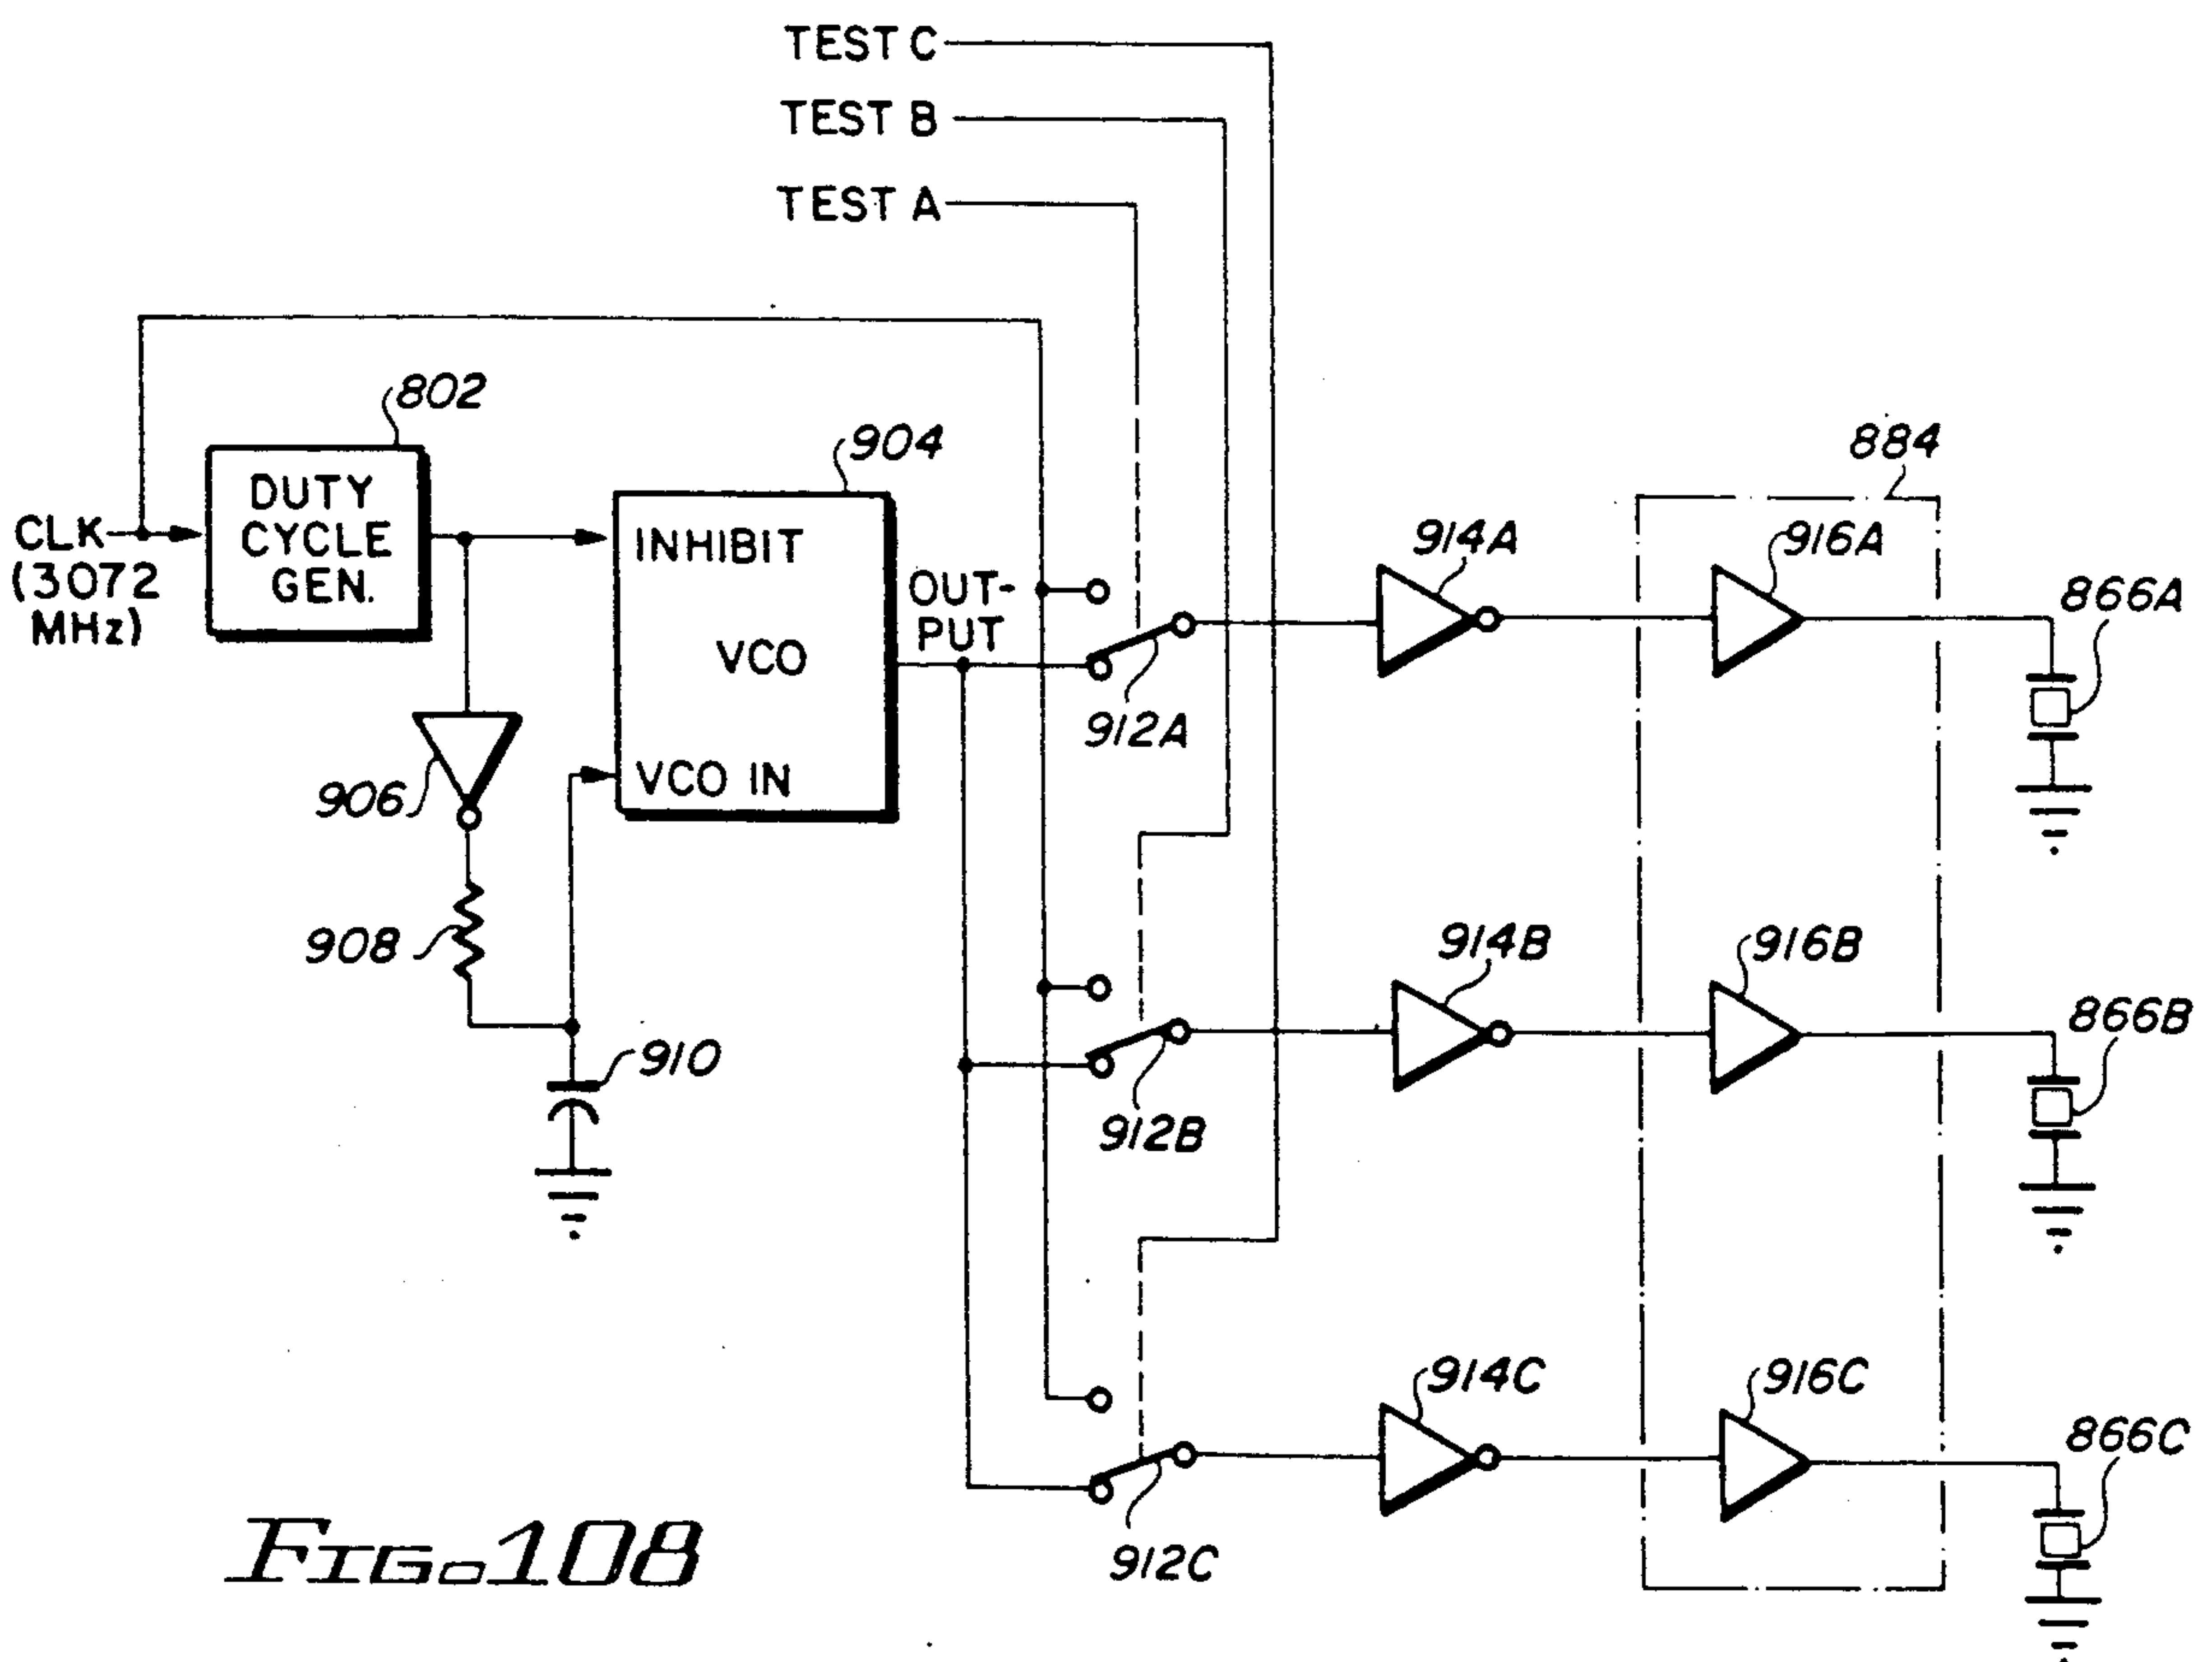 TEST C
TEST B
TEST A
802
904
884
DUTY
CYCLE
GEN.
CLK
(3072
MHz)
INHIBIT
VCO
VCO IN
OUT-
PUT
914A
916A
866A
912A
906
908
910
914B
916B
866B
912B
914C
916C
866C
912C
FIG. 108